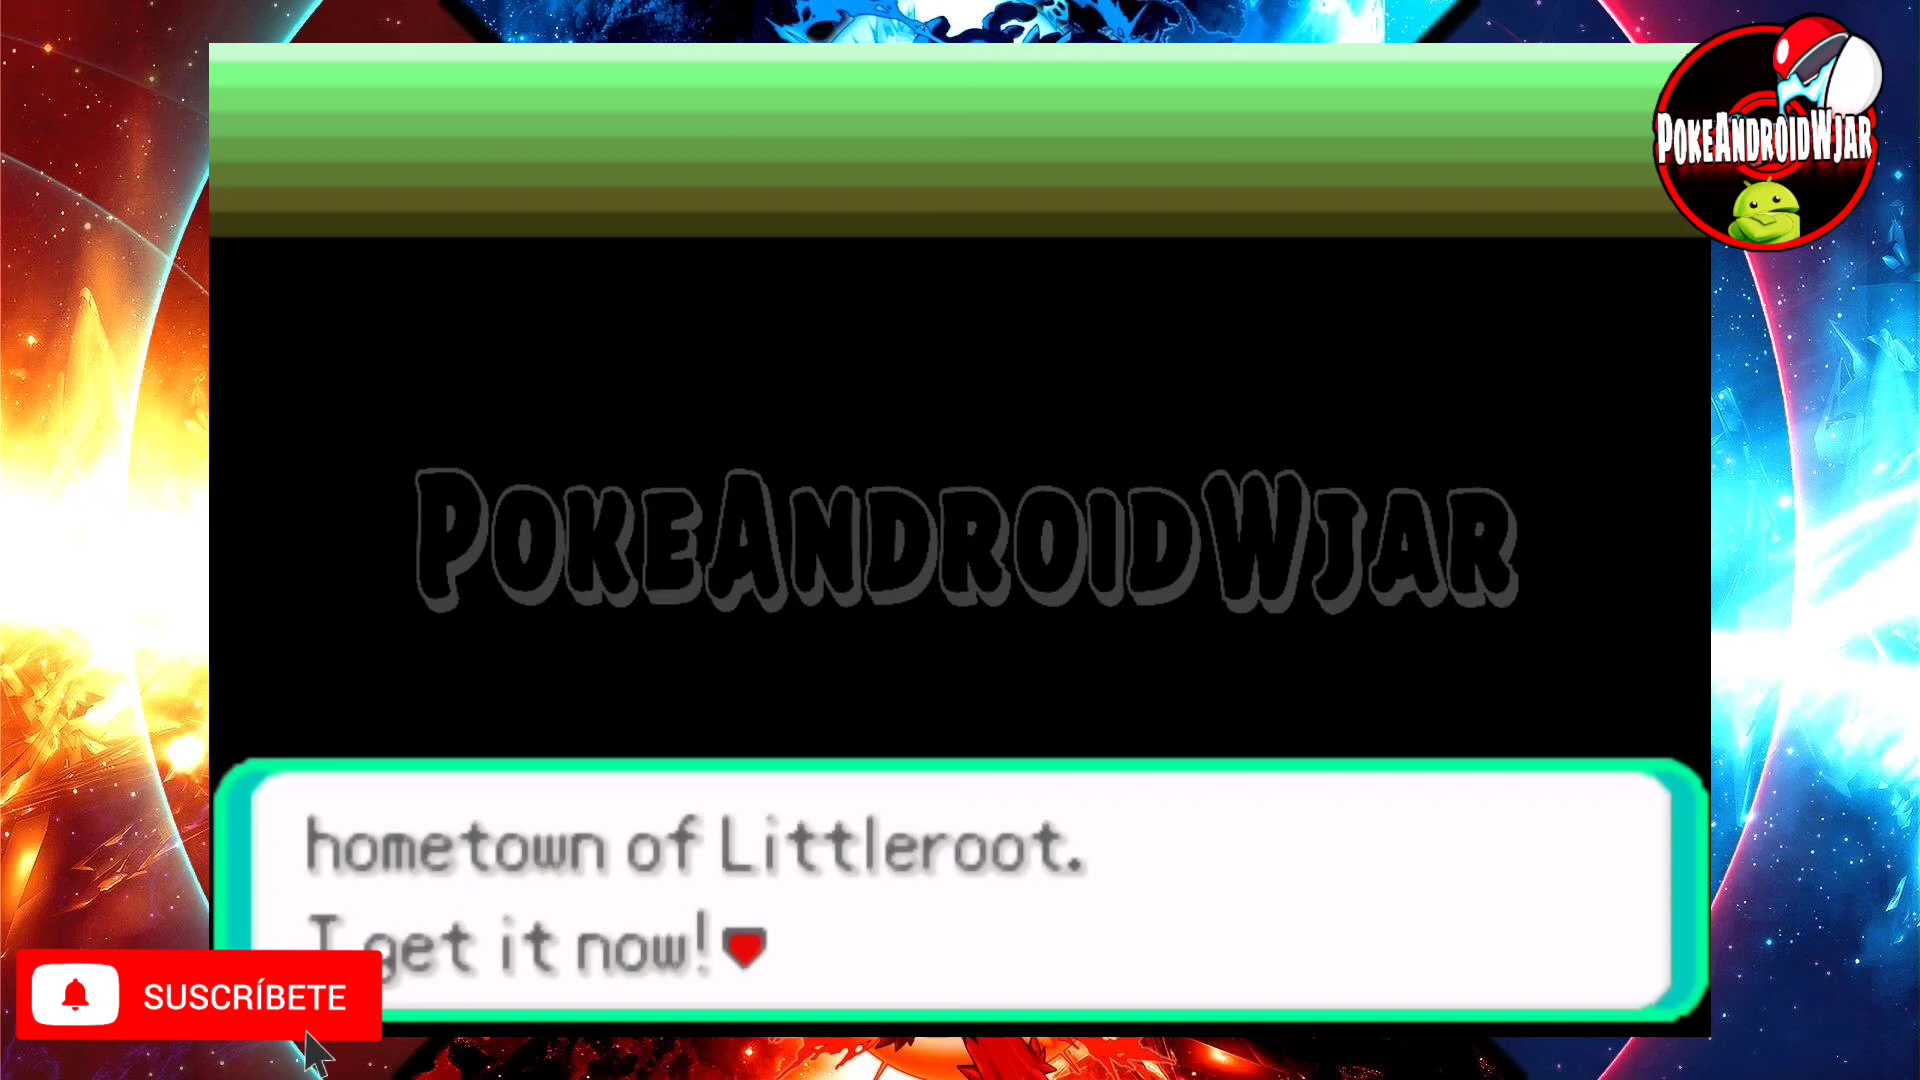 PokeAndroidWjar
PokeAndroidWjar
hometown of Littleroot.
I get it now!
SUSCRÍBETE